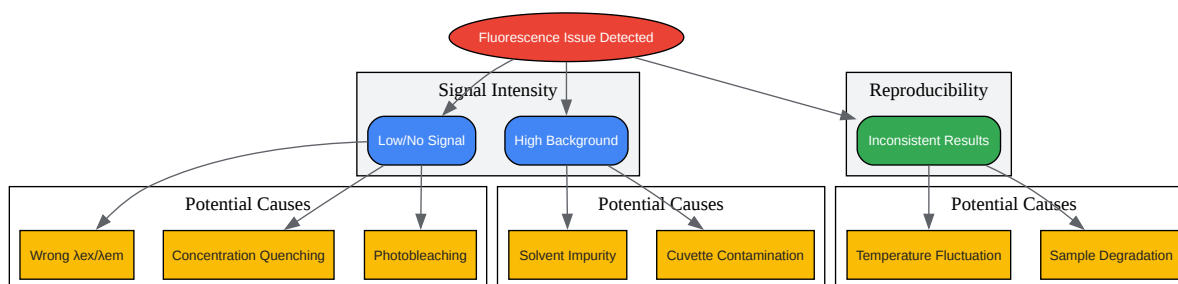 Fluorescence Issue Detected
Signal Intensity
Reproducibility
Low/No Signal
High Background
Inconsistent Results
Potential Causes
Potential Causes
Potential Causes
Wrong λex/λem
Concentration Quenching
Photobleaching
Solvent Impurity
Cuvette Contamination
Temperature Fluctuation
Sample Degradation